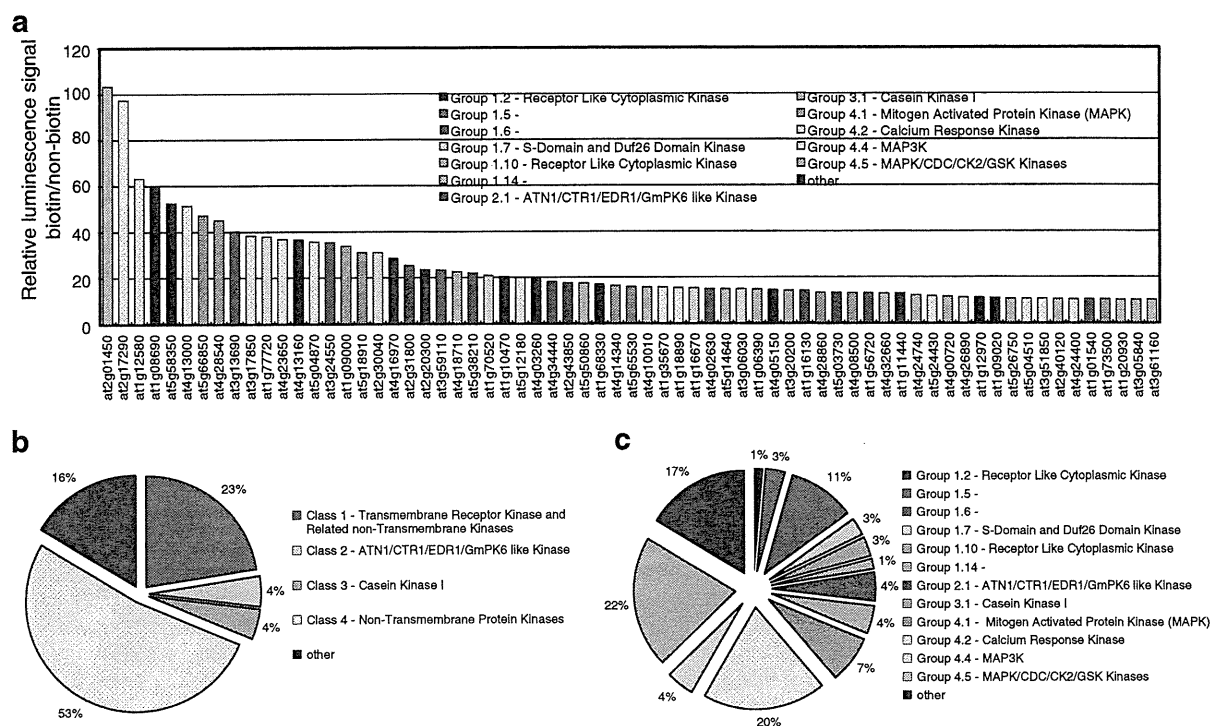 a
Relative luminescence signal
biotin/non-biotin
120
100
80
60
40
20
0
Group 1.2 - Receptor Like Cytoplasmic Kinase
Group 1.5 -
Group 1.6 -
Group 1.7 - S-Domain and Duf26 Domain Kinase
Group 1.10 - Receptor Like Cytoplasmic Kinase
Group 1.14 -
Group 2.1 - ATN1/CTR1/EDR1/GmPK6 like Kinase
Group 3.1 - Casein Kinase I
Group 4.1 - Mitogen Activated Protein Kinase (MAPK)
Group 4.2 - Calcium Response Kinase
Group 4.4 - MAP3K
Group 4.5 - MAPK/CDC/CK2/GSK Kinases
other
at2g01450
at2g17290
at1g12580
at1g08690
at5g58350
at4g13000
at5g66850
at4g28540
at3g13690
at3g17850
at1g77720
at4g23650
at4g13160
at5g04870
at3g24550
at1g09000
at5g18910
at2g30040
at4g16970
at2g31800
at2g20300
at3g59110
at4g18710
at5g38210
at1g70520
at1g10470
at5g12180
at4g03260
at4g34440
at2g43850
at5g50860
at1g68330
at4g14340
at5g65530
at4g10010
at1g35670
at1g18890
at1g16670
at4g02630
at5g14640
at3g06030
at1g06390
at4g05150
at3g20200
at1g16130
at4g28860
at5g03730
at4g08500
at1g56720
at4g32660
at1g11440
at4g24740
at5g24430
at4g00720
at4g26890
at1g12970
at1g09020
at5g26750
at5g04510
at3g51850
at2g40120
at4g24400
at1g01540
at1g73500
at1g20930
at3g05840
at3g61160
b
16%
23%
4%
4%
53%
Class 1 - Transmembrane Receptor Kinase and
Related non-Transmembrane Kinases
Class 2 - ATN1/CTR1/EDR1/GmPK6 like Kinase
Class 3 - Casein Kinase I
Class 4 - Non-Transmembrane Protein Kinases
other
c
1%
3%
11%
3%
3%
1%
4%
4%
7%
20%
4%
22%
17%
Group 1.2 - Receptor Like Cytoplasmic Kinase
Group 1.5 -
Group 1.6 -
Group 1.7 - S-Domain and Duf26 Domain Kinase
Group 1.10 - Receptor Like Cytoplasmic Kinase
Group 1.14 -
Group 2.1 - ATN1/CTR1/EDR1/GmPK6 like Kinase
Group 3.1 - Casein Kinase I
Group 4.1 - Mitogen Activated Protein Kinase (MAPK)
Group 4.2 - Calcium Response Kinase
Group 4.4 - MAP3K
Group 4.5 - MAPK/CDC/CK2/GSK Kinases
other